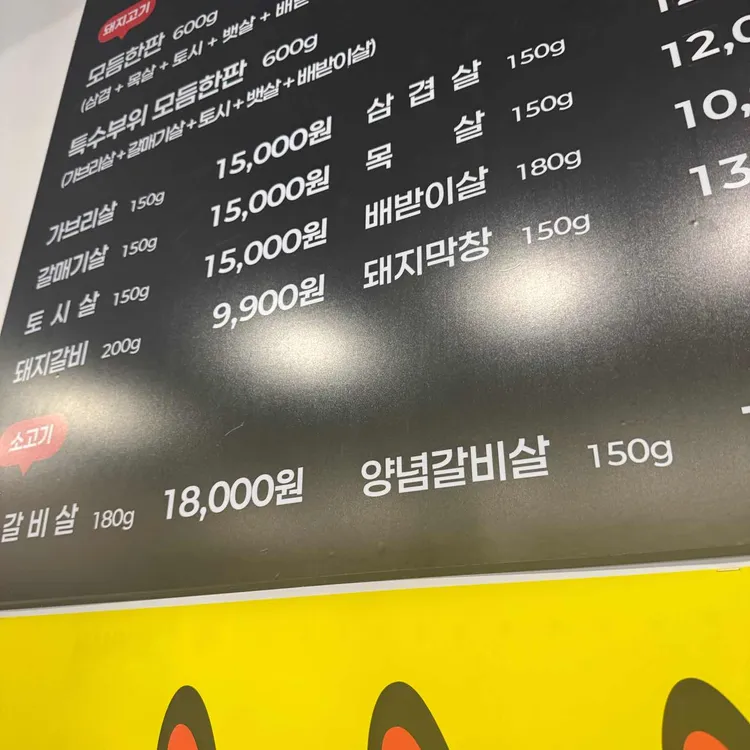 돼지고기
모듬한판 600g
(삼겹 + 목살 + 토시 + 뱃살 + 배받
특수부위 모듬한판 600g
(가브리살 + 갈매기살 + 토시 + 뱃살 + 배받이살)
가브리살 150g 15,000원 삼 겹 살 150g
갈매기살 150g 15,000원 목 살 150g 12,0
토 시 살 150g 15,000원 배받이살 180g 10,
돼지갈비 200g 9,900원 돼지막창 150g 13
소고기
갈 비 살 180g 18,000원 양념갈비살 150g